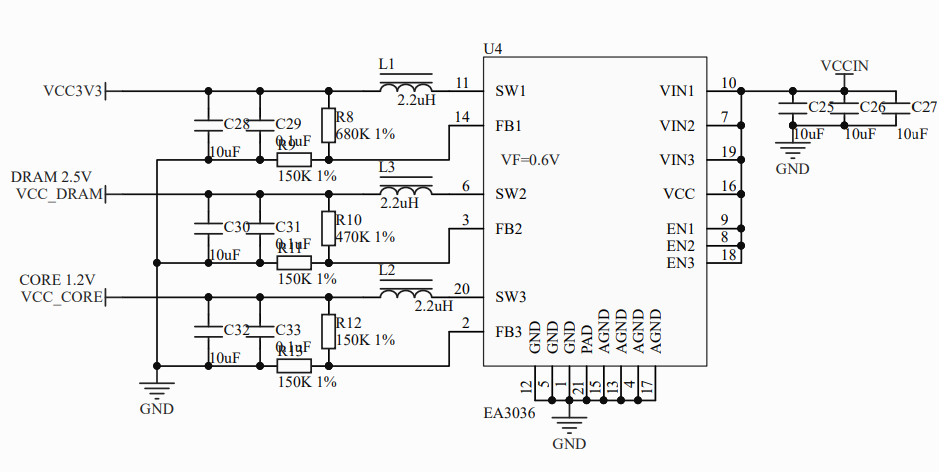 U4
L1
VCCIN
VCC3V3
11
SW1
VIN1
10
2.2uH
C25
C26
C27
C28
C29
R8
14
FB1
VIN2
7
10uF
10uF
10uF
0.1uF
680K 1%
R9
10uF
150K 1%
VF=0.6V
VIN3
19
GND
L3
DRAM 2.5V
VCC_DRAM
6
SW2
VCC
16
2.2uH
C30
C31
R10
3
FB2
EN1
9
0.1uF
470K 1%
EN2
8
R11
10uF
EN3
18
150K 1%
L2
CORE 1.2V
VCC_CORE
20
SW3
2.2uH
C32
C33
R12
2
FB3
0.1uF
150K 1%
R13
10uF
150K 1%
GND
GND
GND
PAD
AGND
AGND
AGND
AGND
12
5
1
21
15
13
4
17
GND
EA3036
GND